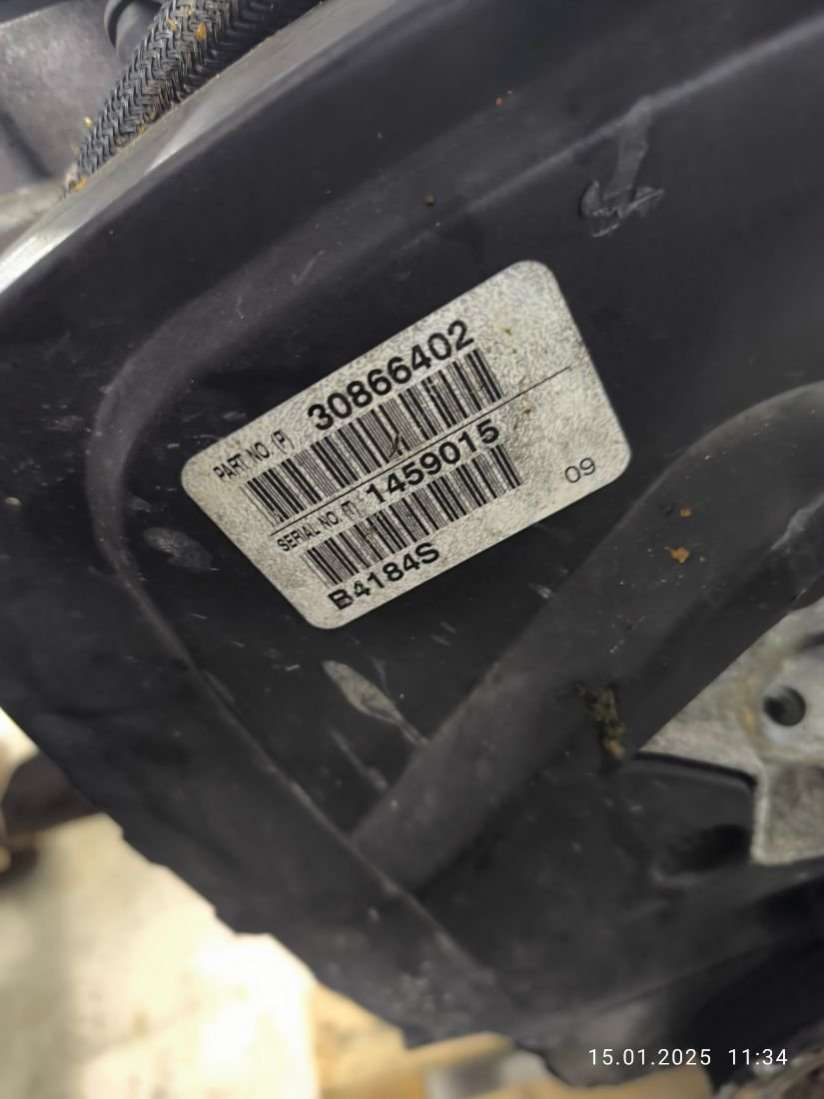 PART NO. (P) 30866402
SERIAL NO. (T) 1459015
B4184S
09
15.01.2025 11:34